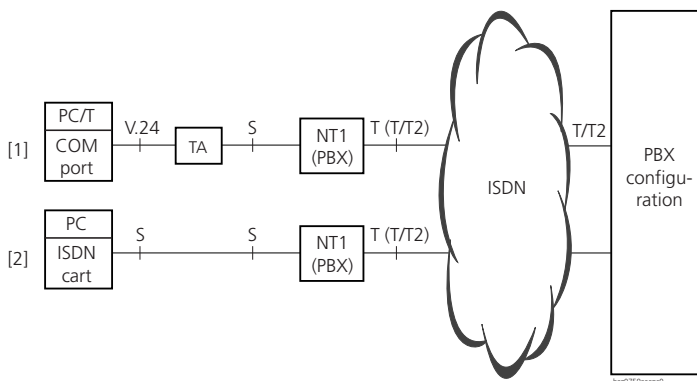 PC/T
V.24
S
T (T/T2)
T/T2
[1]
COM
port
TA
NT1
(PBX)
PBX
configu-
ration
ISDN
PC
S
S
T (T/T2)
[2]
ISDN
cart
NT1
(PBX)